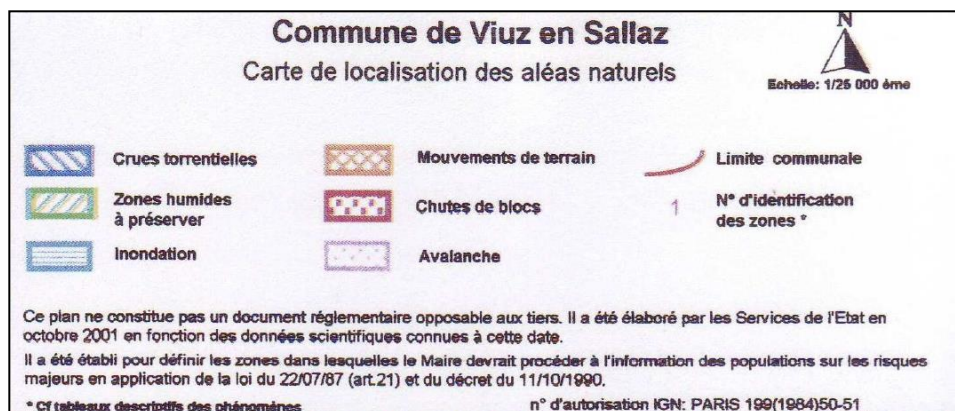 Commune de Viuz en Sallaz
N
Carte de localisation des aléas naturels
Echelle: 1/25 000 ème
Crues torrentielles
Mouvements de terrain
Limite communale
Zones humides
à préserver
Chutes de blocs
1
N° d'identification
des zones *
Inondation
Avalanche
Ce plan ne constitue pas un document réglementaire opposable aux tiers. Il a été élaboré par les Services de l'Etat en
octobre 2001 en fonction des données scientifiques connues à cette date.
Il a été établi pour définir les zones dans lesquelles le Maire devrait procéder à l'information des populations sur les risques
majeurs en application de la loi du 22/07/87 (art.21) et du décret du 11/10/1990.
* Cf tableaux descriptifs des phénomènes
n° d'autorisation IGN: PARIS 199(1984)50-51